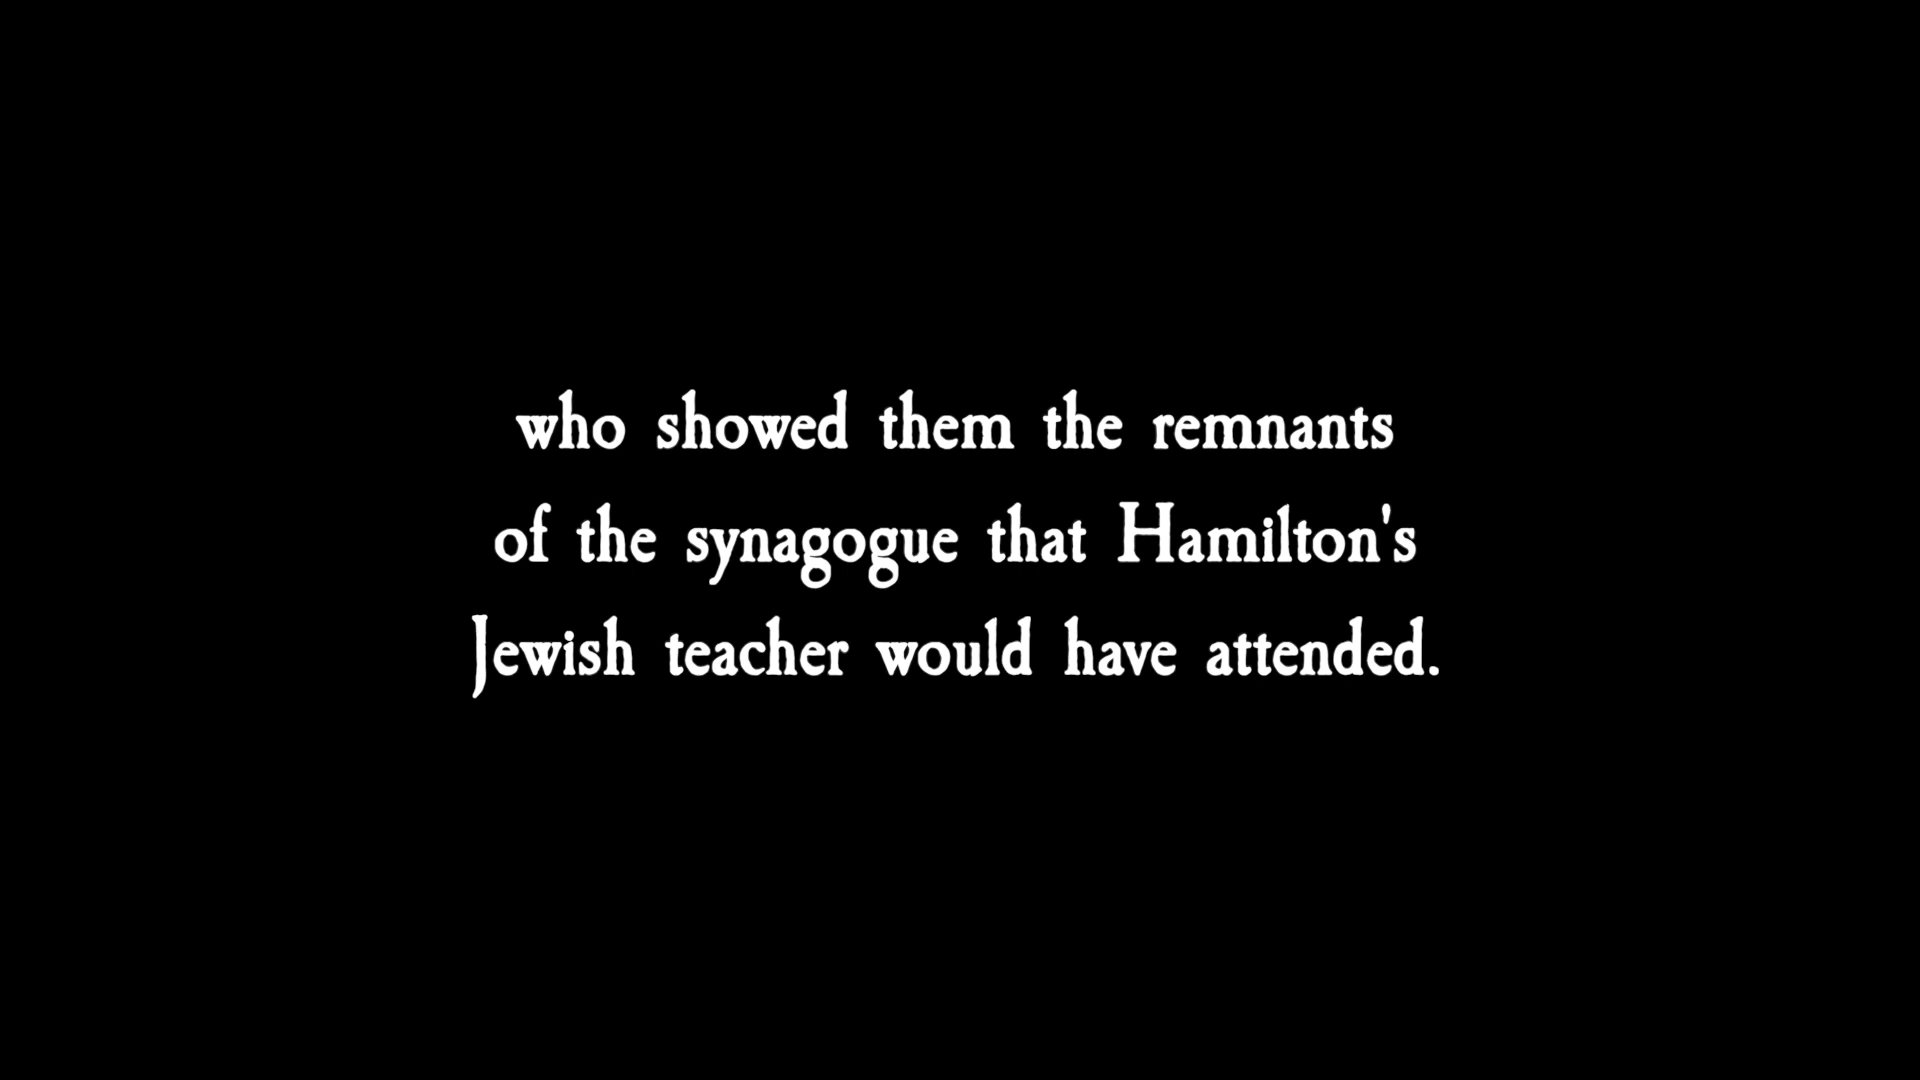 who showed them the remnants
of the synagogue that Hamilton's
Jewish teacher would have attended.